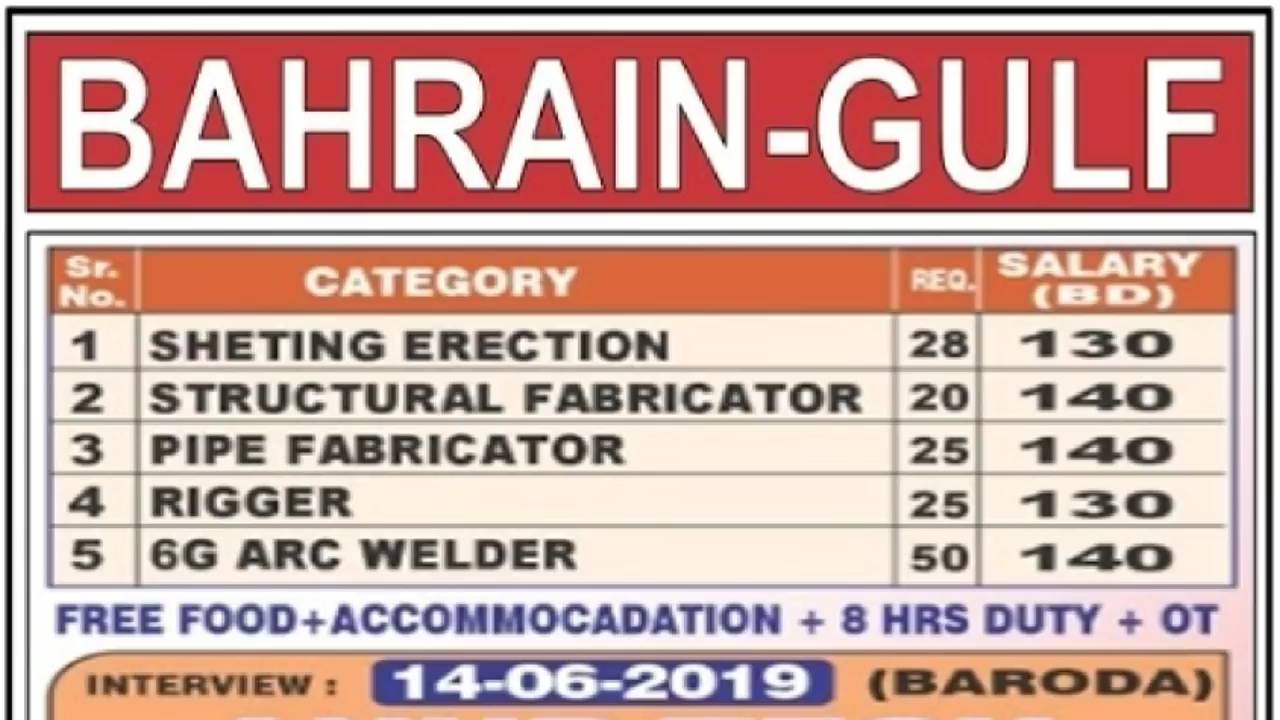 BAHRAIN-GULF
Sr. No. CATEGORY REQ. SALARY (BD)
1 SHETING ERECTION 28 130
2 STRUCTURAL FABRICATOR 20 140
3 PIPE FABRICATOR 25 140
4 RIGGER 25 130
5 6G ARC WELDER 50 140
FREE FOOD+ACCOMMOCADATION + 8 HRS DUTY + OT
INTERVIEW : 14-06-2019 (BARODA)